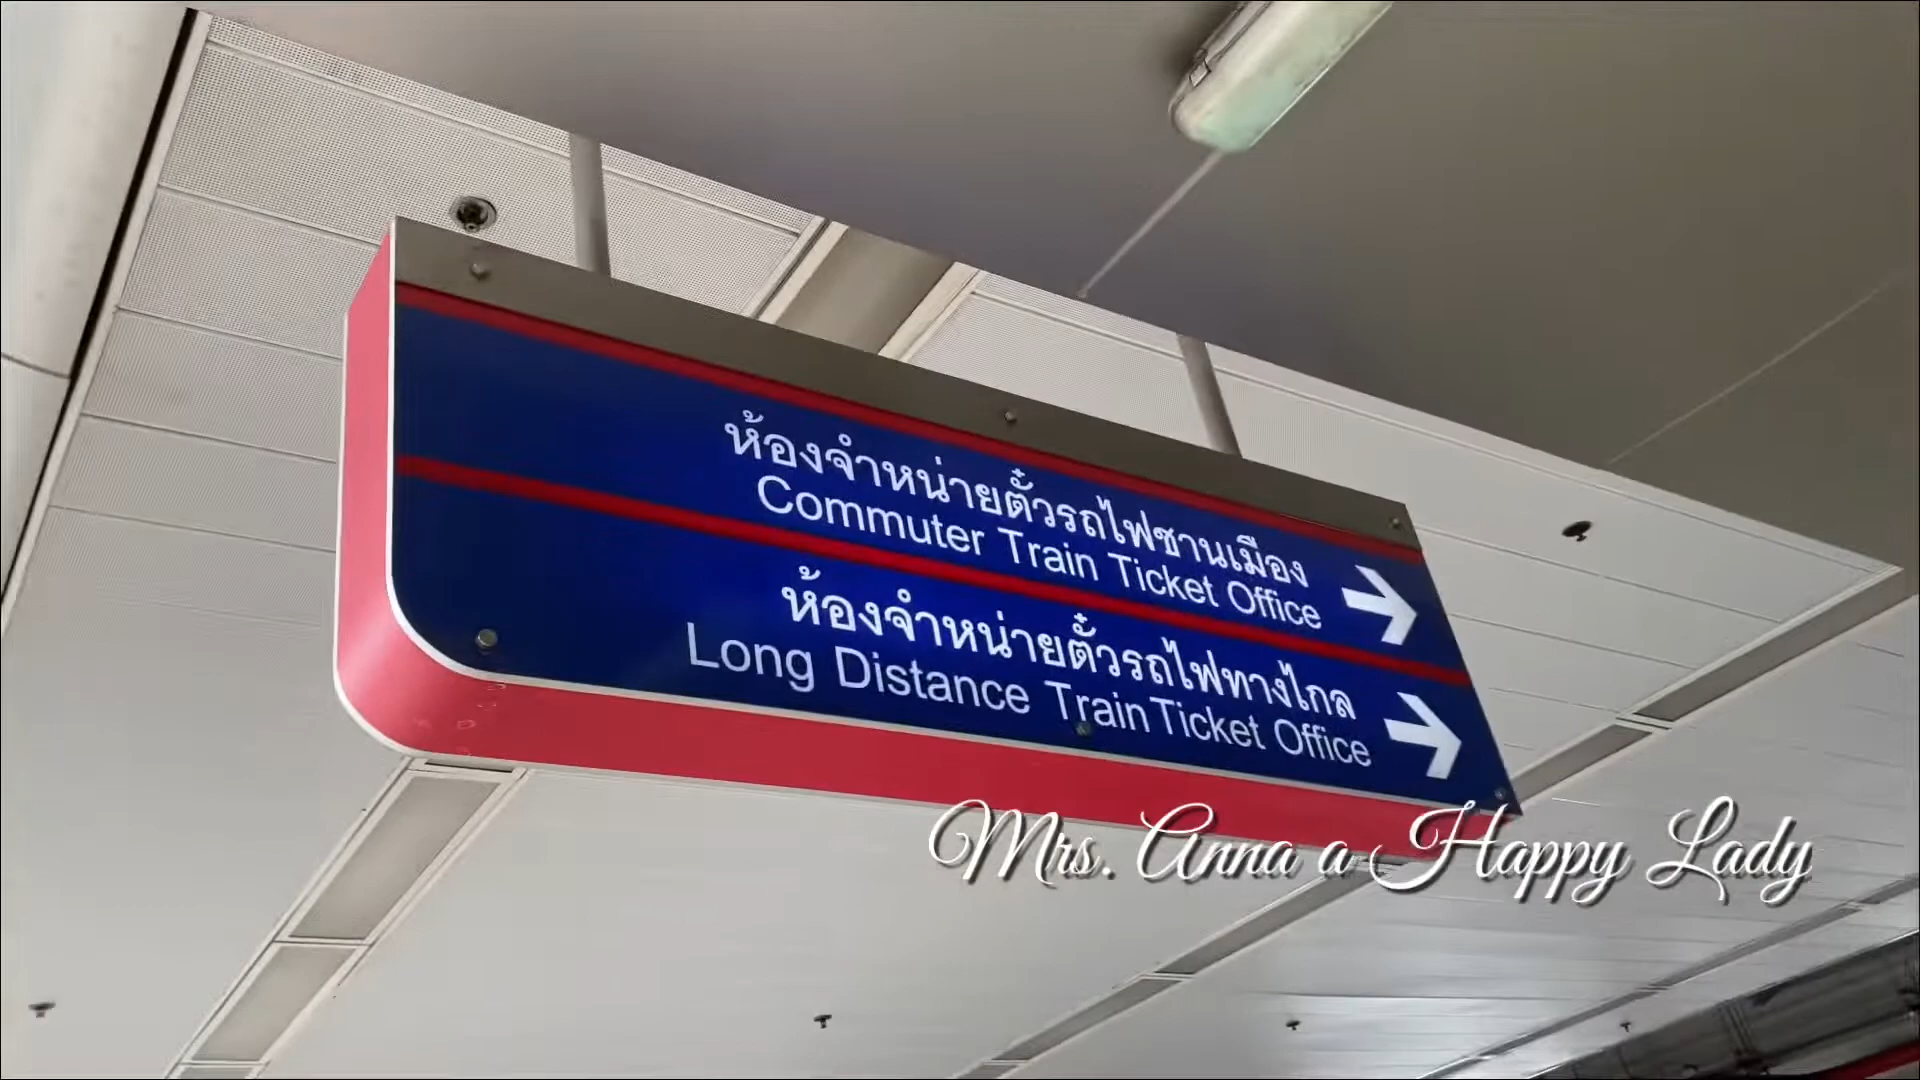 ห้องจำหน่ายตั๋วรถไฟชานเมือง
Commuter Train Ticket Office
ห้องจำหน่ายตั๋วรถไฟทางไกล
Long Distance Train Ticket Office
Mrs. Anna a Happy Lady